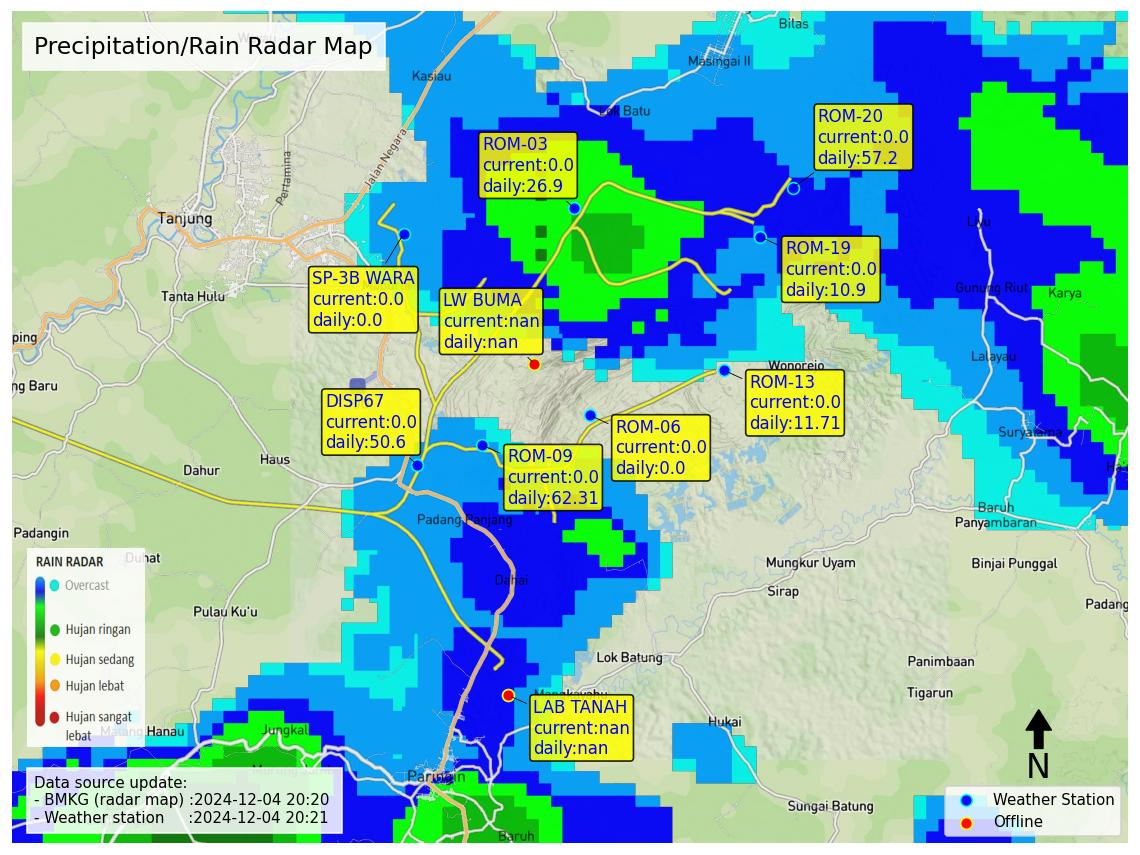 Precipitation/Rain Radar Map
Bilas
Masingai II
Kasiau
Lok Batu
Jalan Negara
Pertamina
Tanjung
Tanta Hulu
ping
ng Baru
ROM-03
current:0.0
daily:26.9
ROM-20
current:0.0
daily:57.2
ROM-19
current:0.0
daily:10.9
SP-3B WARA
current:0.0
daily:0.0
LW BUMA
current:nan
daily:nan
Liyu
Gunung Riut
Karya
Lalayau
Wonorejo
ROM-13
current:0.0
daily:11.71
DISP67
current:0.0
daily:50.6
ROM-06
current:0.0
daily:0.0
ROM-09
current:0.0
daily:62.31
Suryatama
Haus
Dahur
Ha
Baruh
Panyambaran
Padang Panjang
Padangin
Duhat
Dahai
Mungkur Uyam
Binjai Punggal
Sirap
Padang
Pulau Ku'u
RAIN RADAR
Overcast
Hujan ringan
Hujan sedang
Hujan lebat
Hujan sangat
lebat
Lok Batung
Panimbaan
Tigarun
Mangkayahu
LAB TANAH
current:nan
daily:nan
Hukai
Hanau
Jungkal
Paringin
Sungai Batung
Baruh
Data source update:
- BMKG (radar map) :2024-12-04 20:20
- Weather station :2024-12-04 20:21
N
Weather Station
Offline